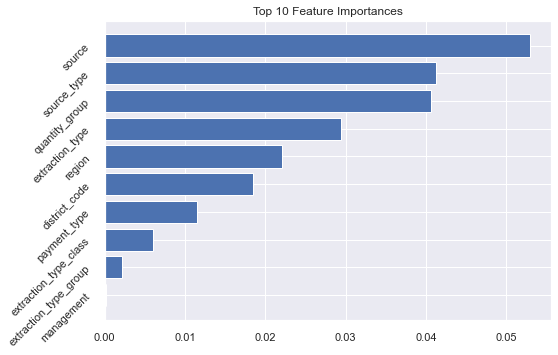 Top 10 Feature Importances
source
source_type
quantity_group
extraction_type
region
district_code
payment_type
extraction_type_class
extraction_type_group
management
0.00 0.01 0.02 0.03 0.04 0.05